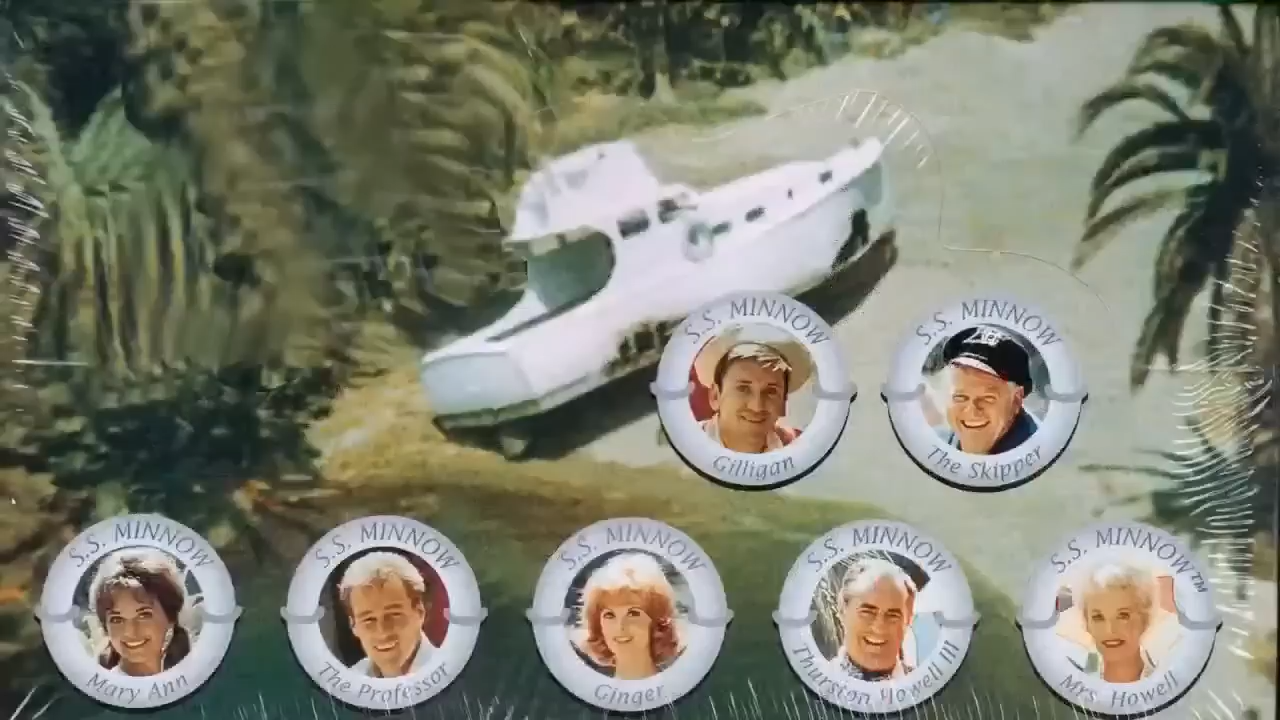 S.S. MINNOW
Gilligan
S.S. MINNOW
The Skipper
S.S. MINNOW
Mary Ann
S.S. MINNOW
The Professor
S.S. MINNOW
Ginger
S.S. MINNOW
Thurston Howell III
S.S. MINNOW™
Mrs. Howell